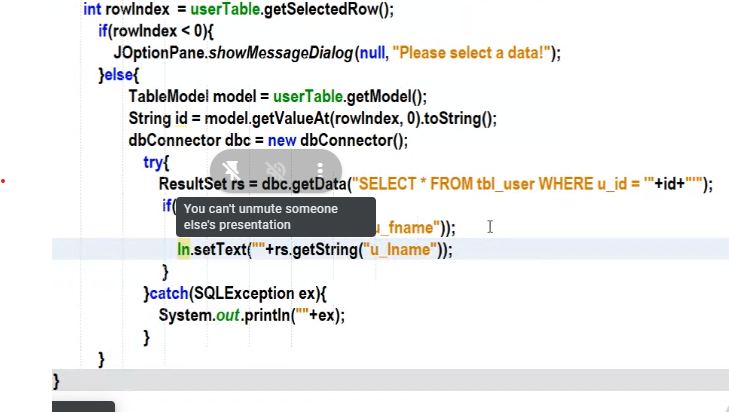 int rowIndex = userTable.getSelectedRow();
if(rowIndex < 0){
JOptionPane.showMessageDialog(null, "Please select a data!");
}else{
TableModel model = userTable.getModel();
String id = model.getValueAt(rowIndex, 0).toString();
dbConnector dbc = new dbConnector();
try{
ResultSet rs = dbc.getData("SELECT * FROM tbl_user WHERE u_id = '"+id+"'");
if(
You can't unmute someone
else's presentation
u_fname"));
ln.setText(""+rs.getString("u_lname"));
}
}catch(SQLException ex){
System.out.println(""+ex);
}
}
}